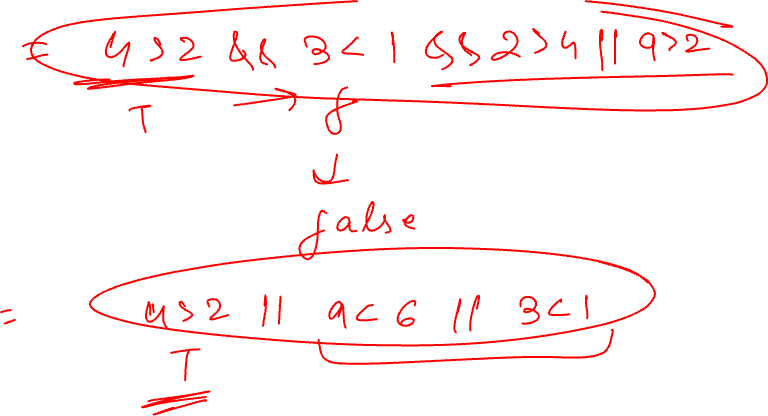 = 4>2 && 3<1 && 2>4 || 9>2
T f
false
= 4>2 || 9<6 || 3<1
T